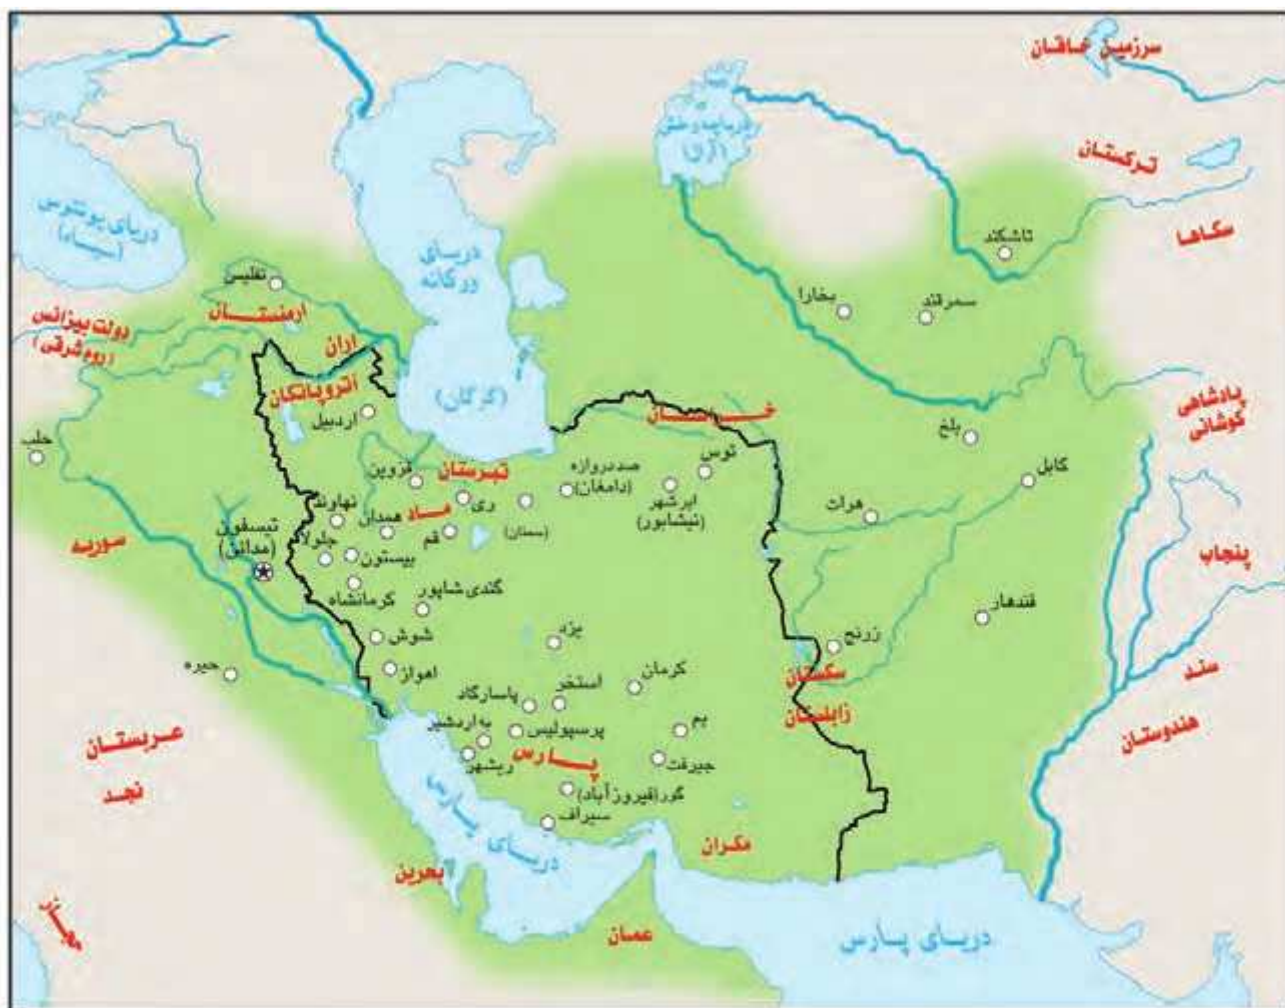 سرزمین خاقان
دریاچه وخش
(آرال)
ترکستان
سکاها
دریای پونتوس
(سیاه)
دریای
ورکانه
(گرگان)
تاشکند
تفلیس
ارمنستان
بخارا
سمرقند
دولت بیزانس
(روم شرقی)
اران
آتروپاتکان
اردبیل
خراسان
پادشاهی
کوشانی
بلخ
حلب
قزوین
تبرستان
ری
صددروازه
(دامغان)
توس
ابرشهر
(نیشابور)
کابل
نهاوند
همدان
ماد
قم
(سمنان)
هرات
سوریه
تیسفون
(مدائن)
جلولا
بیستون
کرمانشاه
گندی شاپور
پنجاب
قندهار
شوش
یزد
زرنج
حیره
اهواز
کرمان
سکستان
سند
پاسارگاد
استخر
زابلستان
به اردشیر
پرسپولیس
بم
هندوستان
عربستان
نجد
ریشهر
پارس
جیرفت
گور (فیروزآباد)
سیراف
دریای پارس
مکران
بحرین
عمان
دریای پارس
حجاز